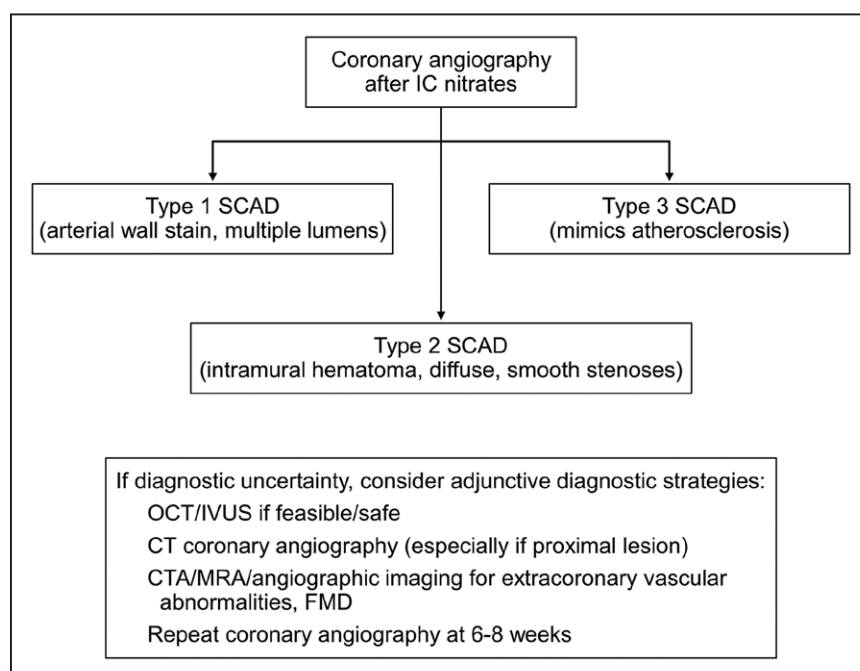 Coronary angiography
after IC nitrates
Type 1 SCAD
(arterial wall stain, multiple lumens)
Type 3 SCAD
(mimics atherosclerosis)
Type 2 SCAD
(intramural hematoma, diffuse, smooth stenoses)
If diagnostic uncertainty, consider adjunctive diagnostic strategies:
OCT/IVUS if feasible/safe
CT coronary angiography (especially if proximal lesion)
CTA/MRA/angiographic imaging for extracoronary vascular
abnormalities, FMD
Repeat coronary angiography at 6-8 weeks